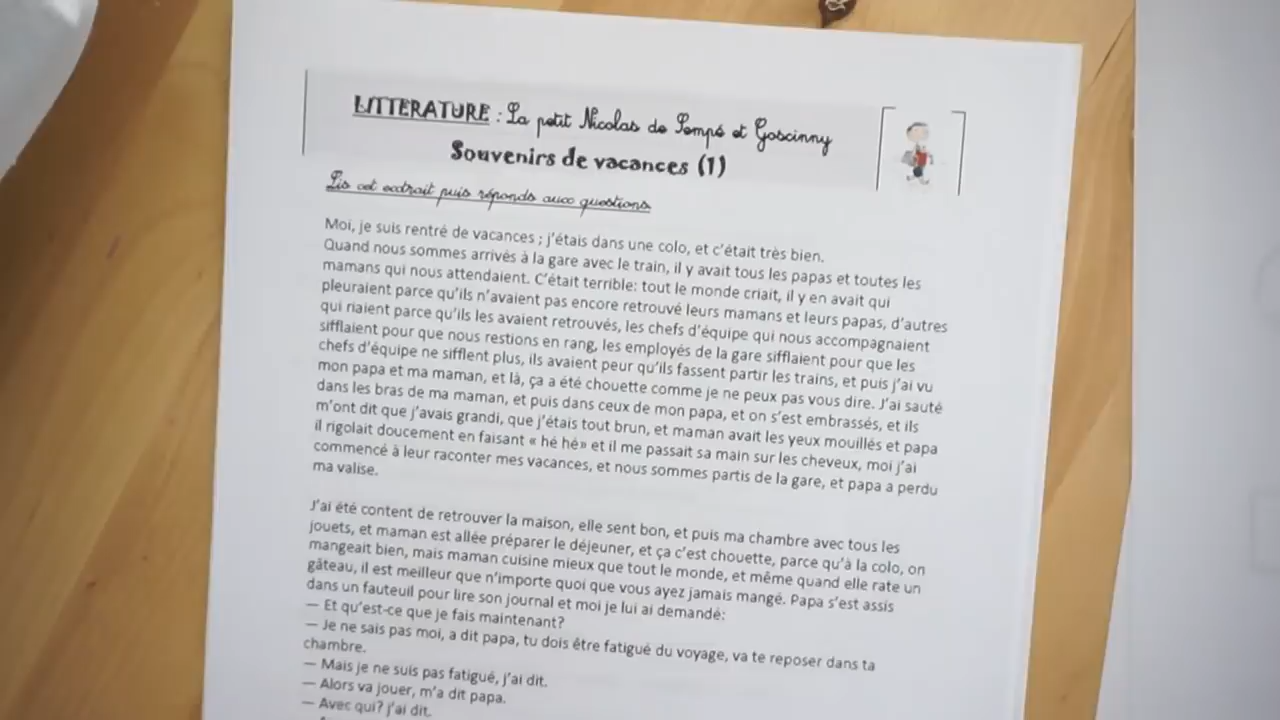 LITTERATURE : La petit Nicolas de Sempé et Goscinny
Souvenirs de vacances (1)
Lis cet extrait puis réponds aux questions
Moi, je suis rentré de vacances ; j'étais dans une colo, et c'était très bien.
Quand nous sommes arrivés à la gare avec le train, il y avait tous les papas et toutes les
mamans qui nous attendaient. C'était terrible: tout le monde criait, il y en avait qui
pleuraient parce qu'ils n'avaient pas encore retrouvé leurs mamans et leurs papas, d'autres
qui riaient parce qu'ils les avaient retrouvés, les chefs d'équipe qui nous accompagnaient
sifflaient pour que nous restions en rang, les employés de la gare sifflaient pour que les
chefs d'équipe ne sifflent plus, ils avaient peur qu'ils fassent partir les trains, et puis j'ai vu
mon papa et ma maman, et là, ça a été chouette comme je ne peux pas vous dire. J'ai sauté
dans les bras de ma maman, et puis dans ceux de mon papa, et on s'est embrassés, et ils
m'ont dit que j'avais grandi, que j'étais tout brun, et maman avait les yeux mouillés et papa
il rigolait doucement en faisant « hé hé» et il me passait sa main sur les cheveux, moi j'ai
commencé à leur raconter mes vacances, et nous sommes partis de la gare, et papa a perdu
ma valise.
J'ai été content de retrouver la maison, elle sent bon, et puis ma chambre avec tous les
jouets, et maman est allée préparer le déjeuner, et ça c'est chouette, parce qu'à la colo, on
mangeait bien, mais maman cuisine mieux que tout le monde, et même quand elle rate un
gâteau, il est meilleur que n'importe quoi que vous ayez jamais mangé. Papa s'est assis
dans un fauteuil pour lire son journal et moi je lui ai demandé:
— Et qu'est-ce que je fais maintenant?
— Je ne sais pas moi, a dit papa, tu dois être fatigué du voyage, va te reposer dans ta
chambre.
— Mais je ne suis pas fatigué, j'ai dit.
— Alors va jouer, m'a dit papa.
— Avec qui? j'ai dit.